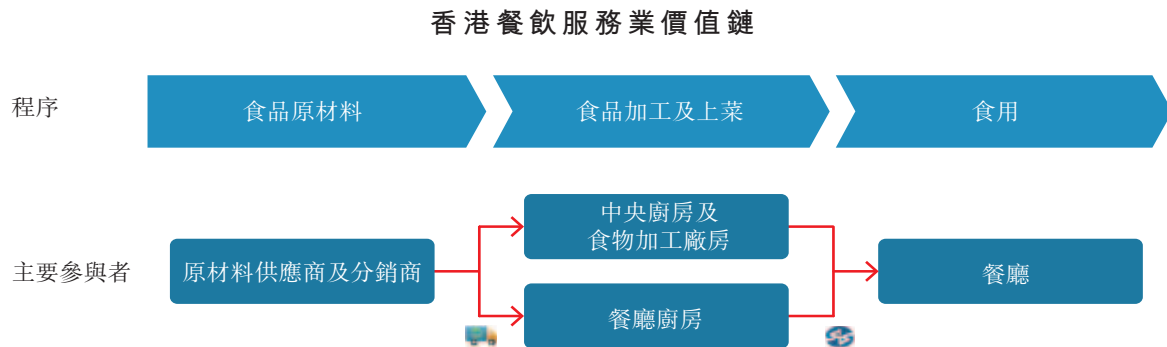 香港餐飲服務業價值鏈
程序
食品原材料
食品加工及上菜
食用
主要參與者
原材料供應商及分銷商
中央廚房及
食物加工廠房
餐廳廚房
餐廳